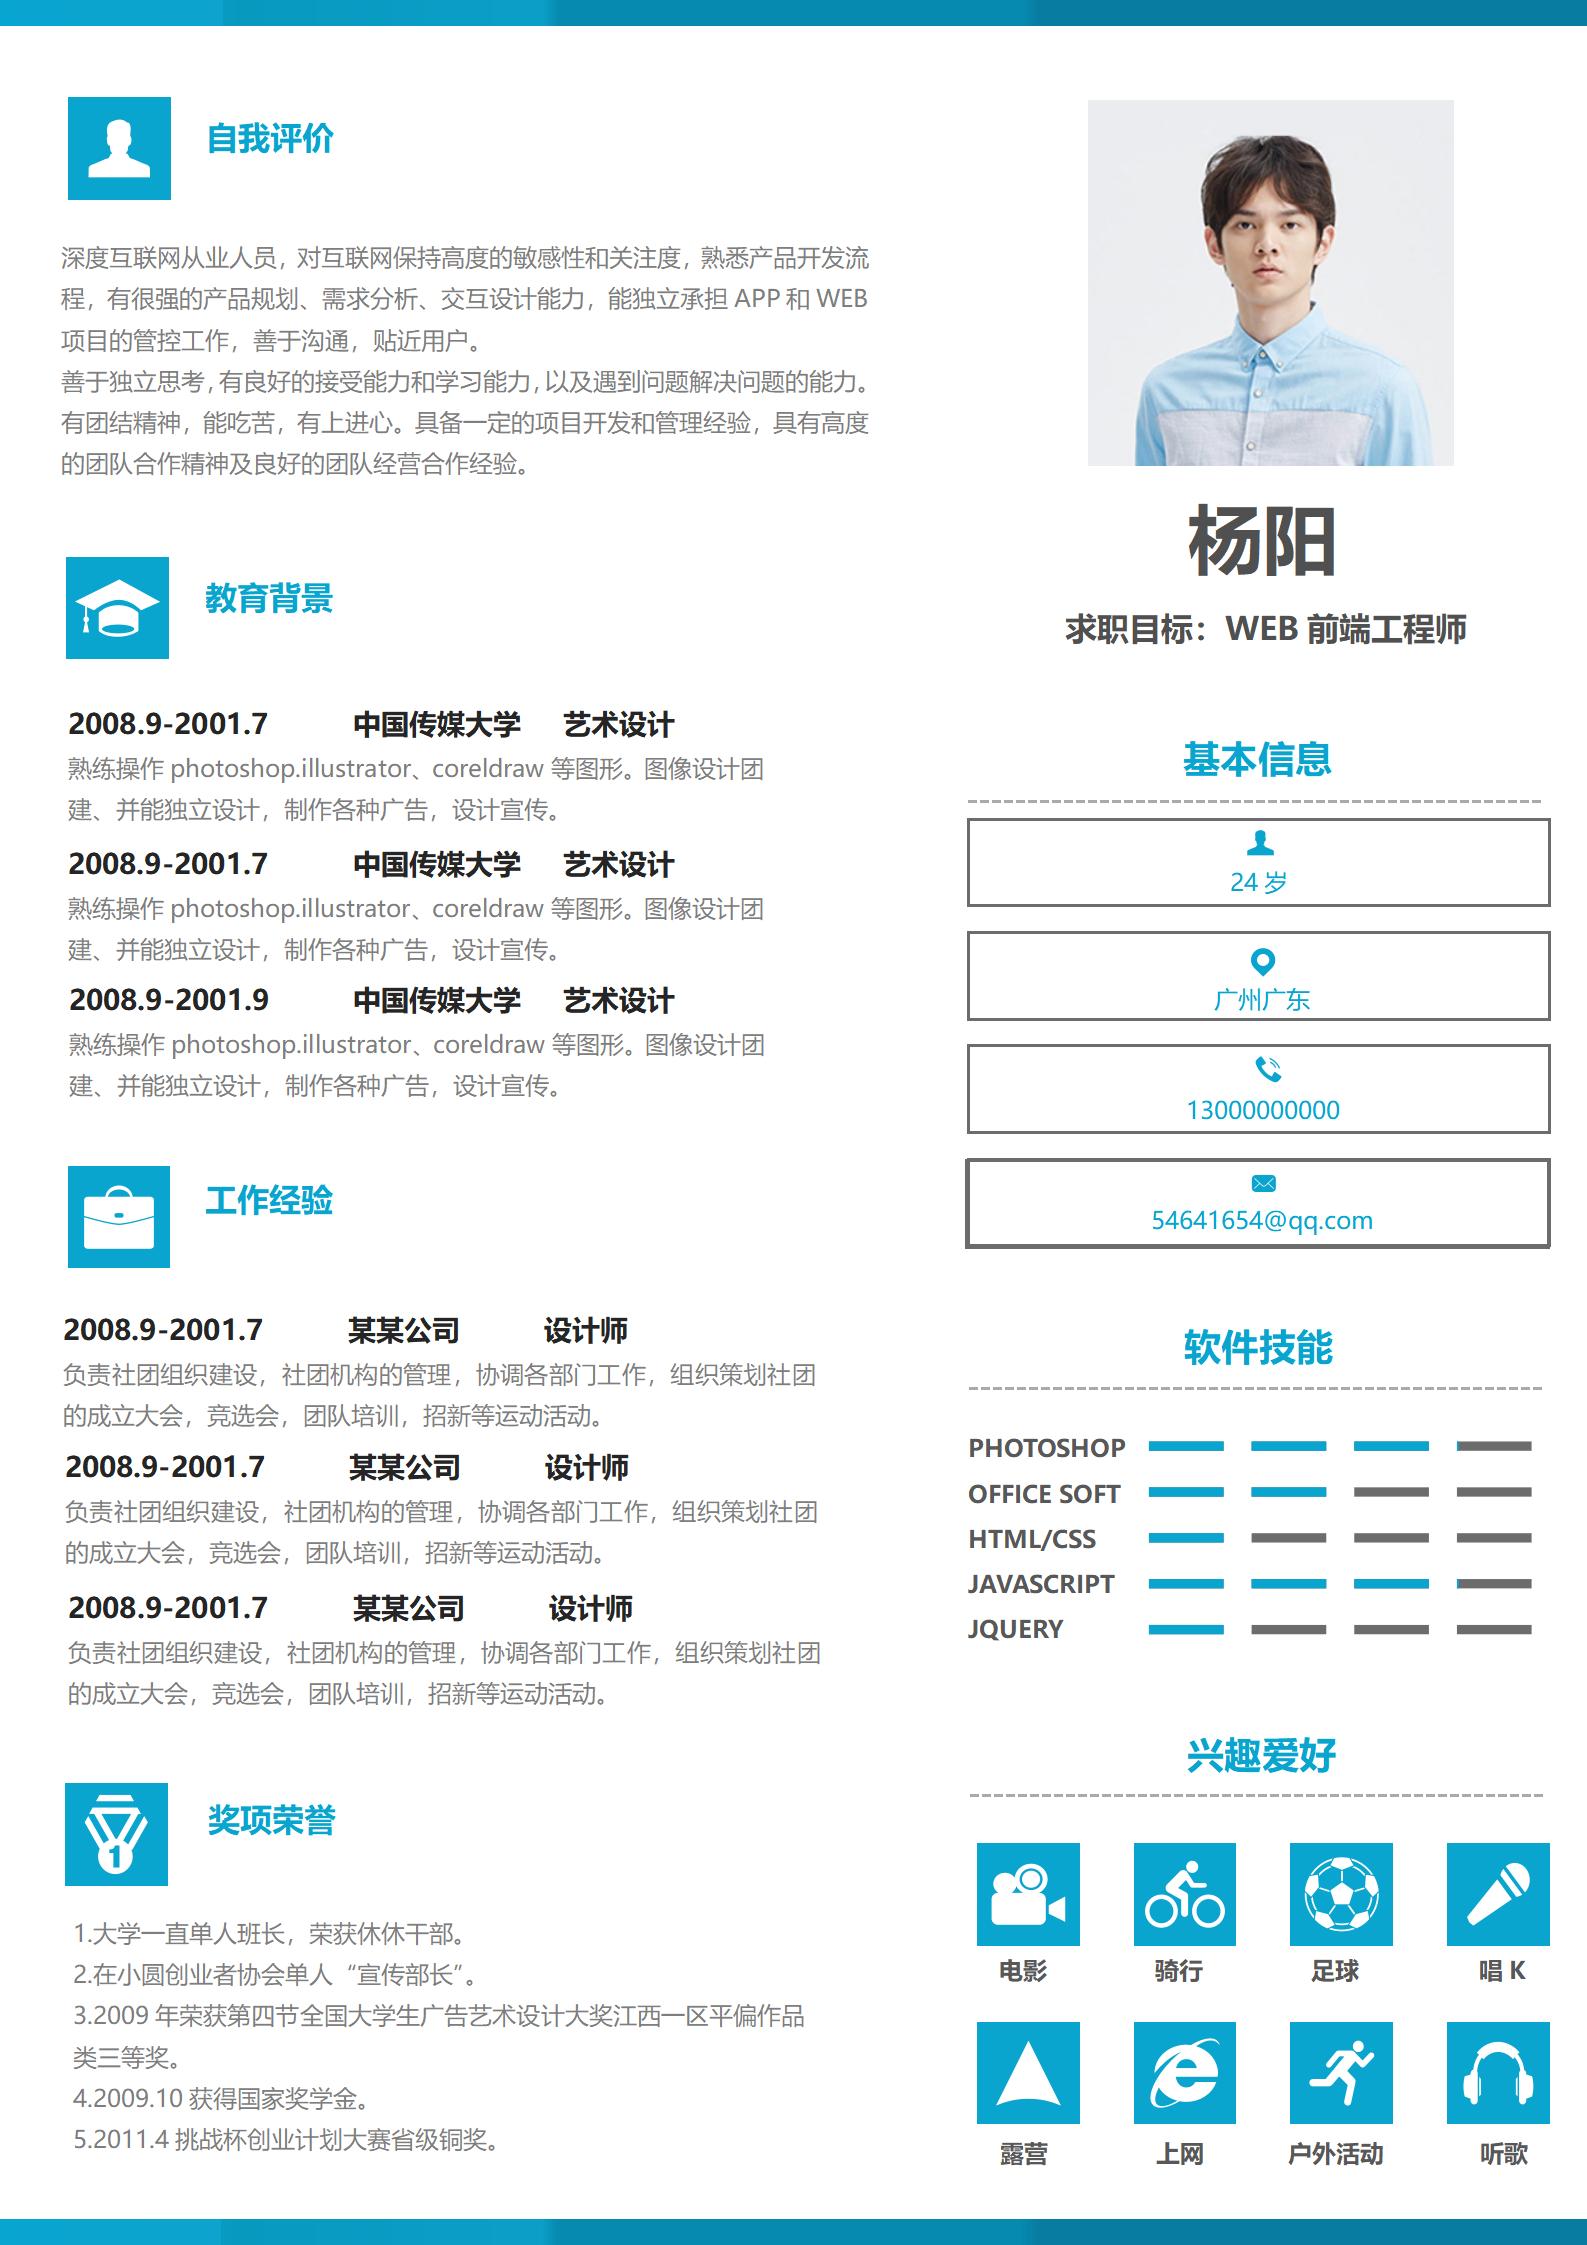 自我评价
深度互联网从业人员，对互联网保持高度的敏感性和关注度，熟悉产品开发流
程，有很强的产品规划、需求分析、交互设计能力，能独立承担 APP 和 WEB
项目的管控工作，善于沟通，贴近用户。
善于独立思考，有良好的接受能力和学习能力，以及遇到问题解决问题的能力。
有团结精神，能吃苦，有上进心。具备一定的项目开发和管理经验，具有高度
的团队合作精神及良好的团队经营合作经验。
教育背景
2008.9-2001.7 中国传媒大学 艺术设计
熟练操作 photoshop.illustrator、coreldraw 等图形。图像设计团
建、并能独立设计，制作各种广告，设计宣传。
2008.9-2001.7 中国传媒大学 艺术设计
熟练操作 photoshop.illustrator、coreldraw 等图形。图像设计团
建、并能独立设计，制作各种广告，设计宣传。
2008.9-2001.9 中国传媒大学 艺术设计
熟练操作 photoshop.illustrator、coreldraw 等图形。图像设计团
建、并能独立设计，制作各种广告，设计宣传。
工作经验
2008.9-2001.7 某某公司 设计师
负责社团组织建设，社团机构的管理，协调各部门工作，组织策划社团
的成立大会，竞选会，团队培训，招新等运动活动。
2008.9-2001.7 某某公司 设计师
负责社团组织建设，社团机构的管理，协调各部门工作，组织策划社团
的成立大会，竞选会，团队培训，招新等运动活动。
2008.9-2001.7 某某公司 设计师
负责社团组织建设，社团机构的管理，协调各部门工作，组织策划社团
的成立大会，竞选会，团队培训，招新等运动活动。
1
奖项荣誉
1.大学一直单人班长，荣获休休干部。
2.在小圆创业者协会单人“宣传部长”。
3.2009 年荣获第四节全国大学生广告艺术设计大奖江西一区平偏作品
类三等奖。
4.2009.10 获得国家奖学金。
5.2011.4 挑战杯创业计划大赛省级铜奖。
杨阳
求职目标：WEB 前端工程师
基本信息
24 岁
广州广东
13000000000
54641654@qq.com
软件技能
PHOTOSHOP
OFFICE SOFT
HTML/CSS
JAVASCRIPT
JQUERY
兴趣爱好
电影 骑行 足球 唱 K
露营 上网 户外活动 听歌